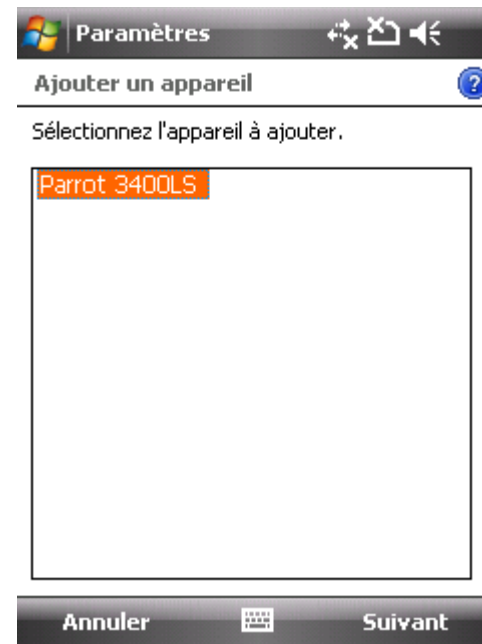 Paramètres
Ajouter un appareil
?
Sélectionnez l'appareil à ajouter.
Parrot 3400LS
Annuler
Suivant